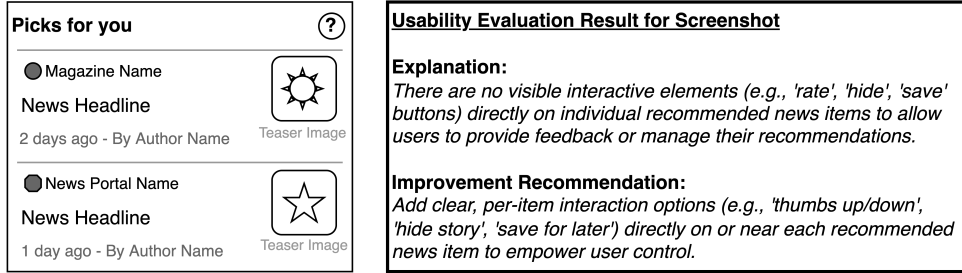 Picks for you
?
Magazine Name
News Headline
2 days ago - By Author Name
Teaser Image
News Portal Name
News Headline
1 day ago - By Author Name
Teaser Image
Usability Evaluation Result for Screenshot
Explanation:
There are no visible interactive elements (e.g., 'rate', 'hide', 'save'
buttons) directly on individual recommended news items to allow
users to provide feedback or manage their recommendations.
Improvement Recommendation:
Add clear, per-item interaction options (e.g., 'thumbs up/down',
'hide story', 'save for later') directly on or near each recommended
news item to empower user control.